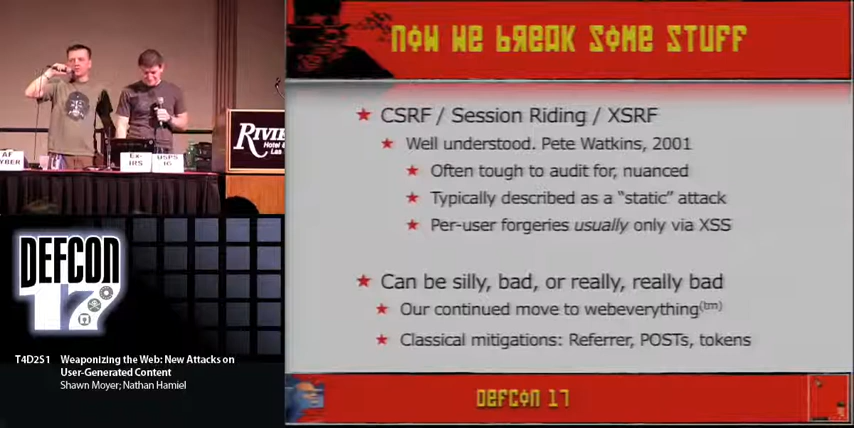 NOW WE BREAK SOME STUFF
★ CSRF / Session Riding / XSRF
★ Well understood. Pete Watkins, 2001
★ Often tough to audit for, nuanced
★ Typically described as a “static” attack
★ Per-user forgeries usually only via XSS
★ Can be silly, bad, or really, really bad
★ Our continued move to webeverything(tm)
★ Classical mitigations: Referrer, POSTs, tokens
DEFCON 17
Hotel &
Las
Ex-
IRS
USPS
IG
AF
DEFCON
17
T4D2S1 Weaponizing the Web: New Attacks on
User-Generated Content
Shawn Moyer; Nathan Hamiel